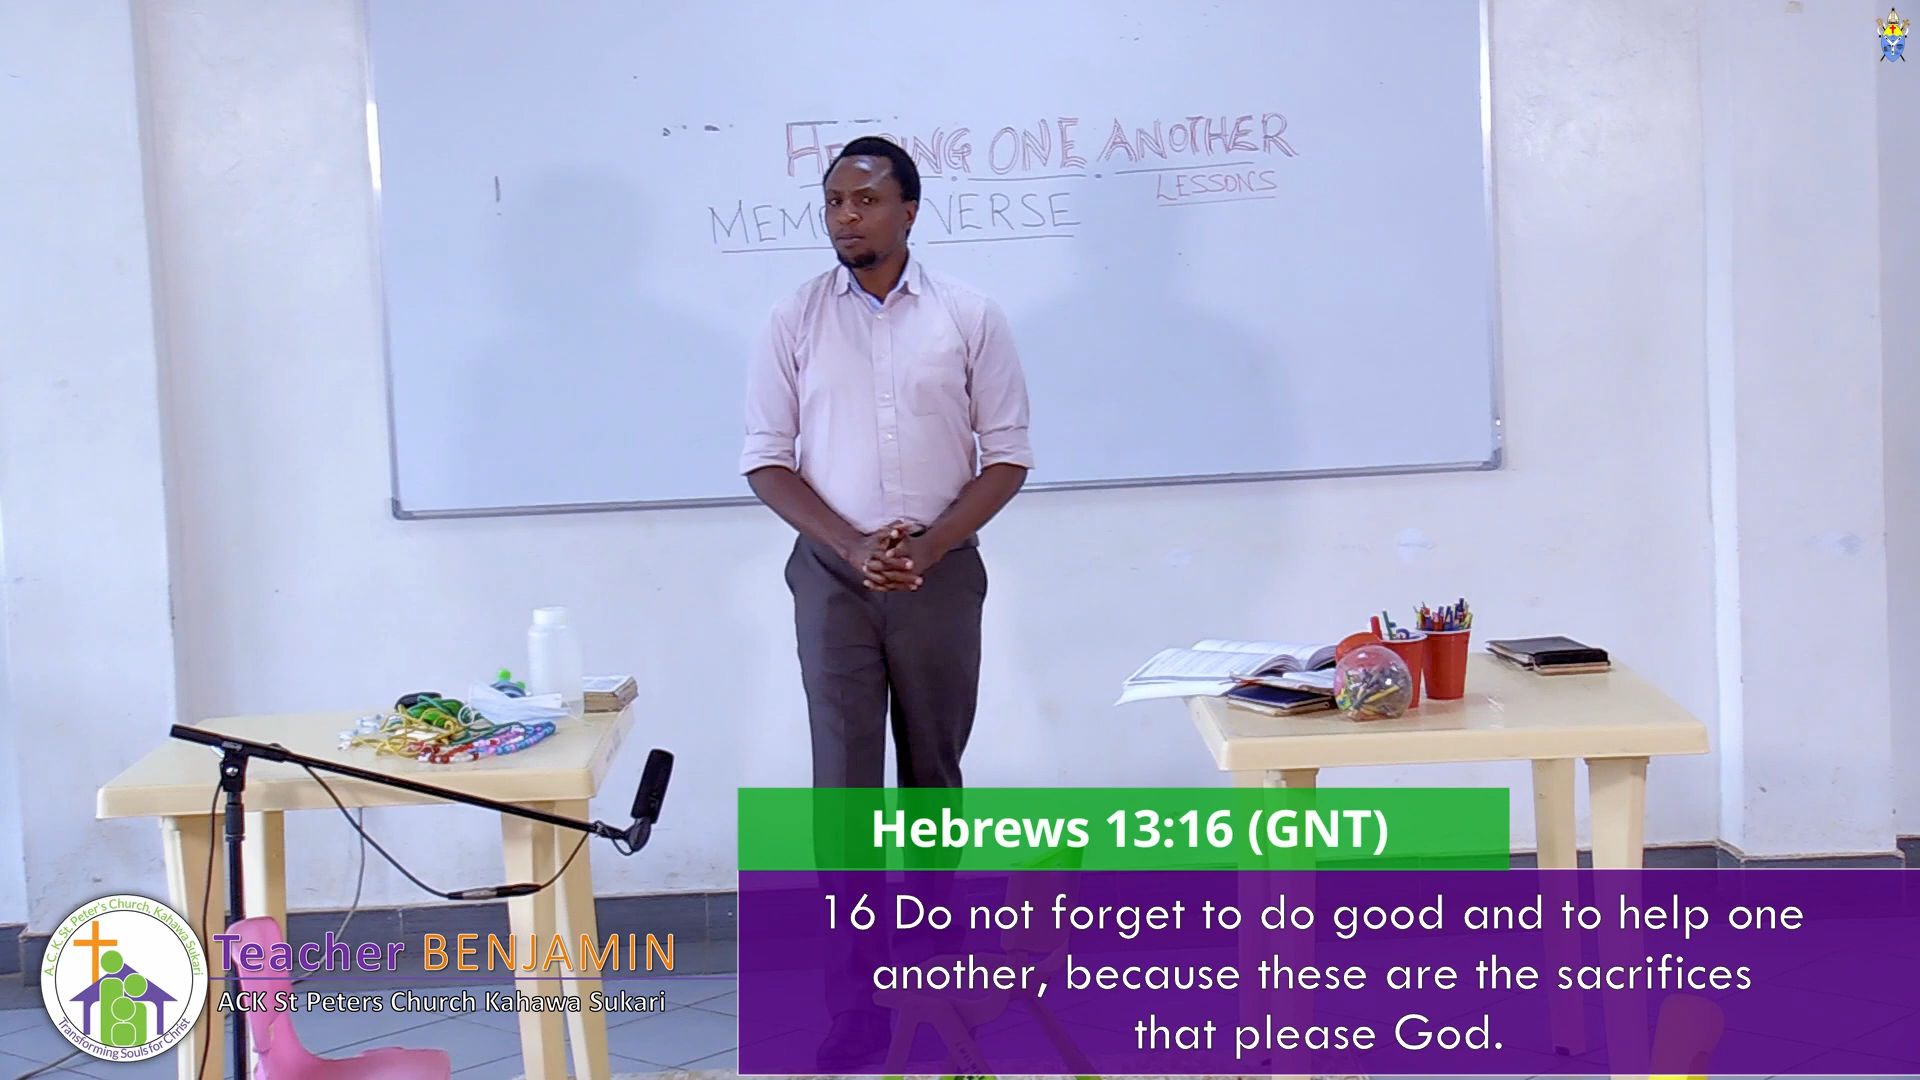 ONE ANOTHER
LESSONS
VERSE
Hebrews 13:16 (GNT)
16 Do not forget to do good and to help one
another, because these are the sacrifices
that please God.
A.C.K. St. Peter's Church, Kahawa Sukari
Transforming Souls for Christ
Teacher BENJAMIN
ACK St Peters Church Kahawa Sukari